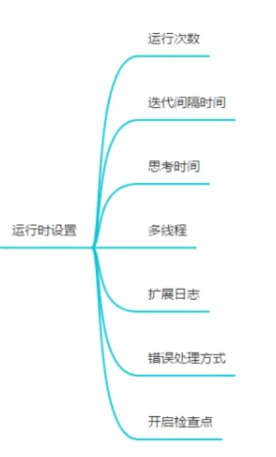 运行次数
迭代间隔时间
思考时间
运行时设置
多线程
扩展日志
错误处理方式
开启检查点